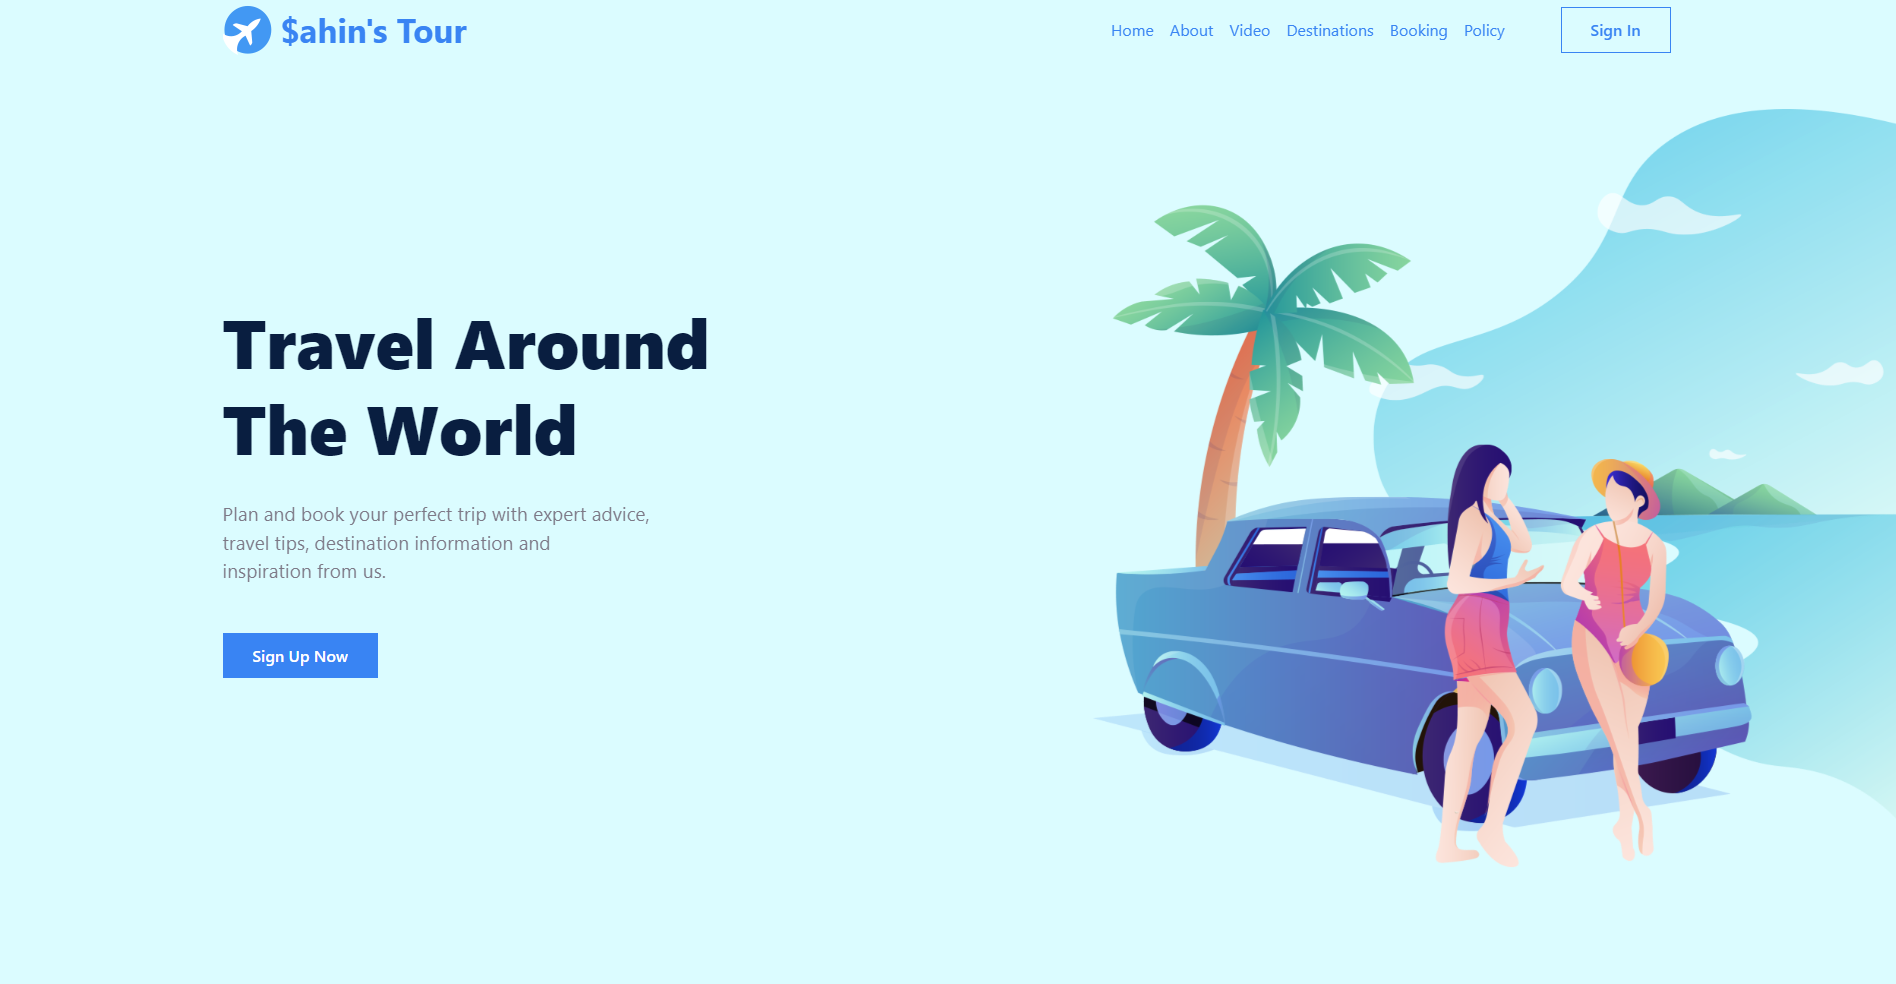 $ahin's Tour
Home About Video Destinations Booking Policy Sign In
Travel Around
The World
Plan and book your perfect trip with expert advice,
travel tips, destination information and
inspiration from us.
Sign Up Now